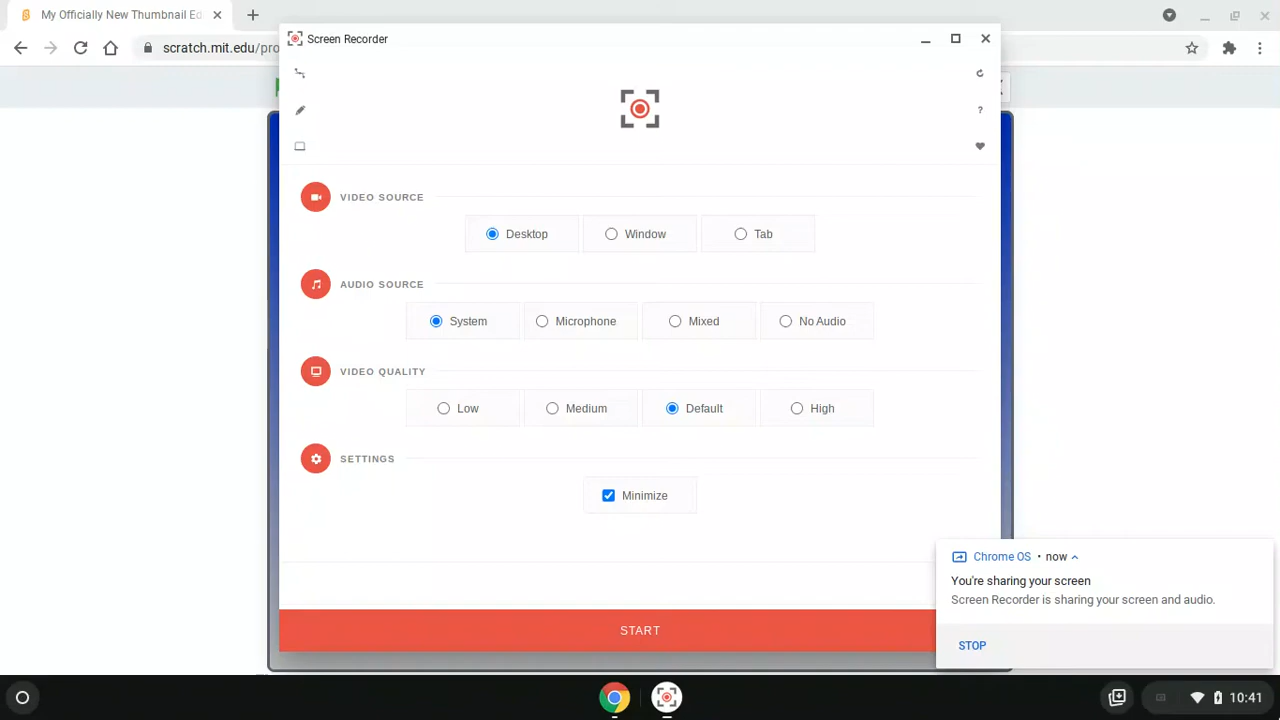 My Officially New Thumbnail Ed
scratch.mit.edu/pro
Screen Recorder
?
VIDEO SOURCE
Desktop Window Tab
AUDIO SOURCE
System Microphone Mixed No Audio
VIDEO QUALITY
Low Medium Default High
SETTINGS
Minimize
START
Chrome OS • now
You're sharing your screen
Screen Recorder is sharing your screen and audio.
STOP
10:41